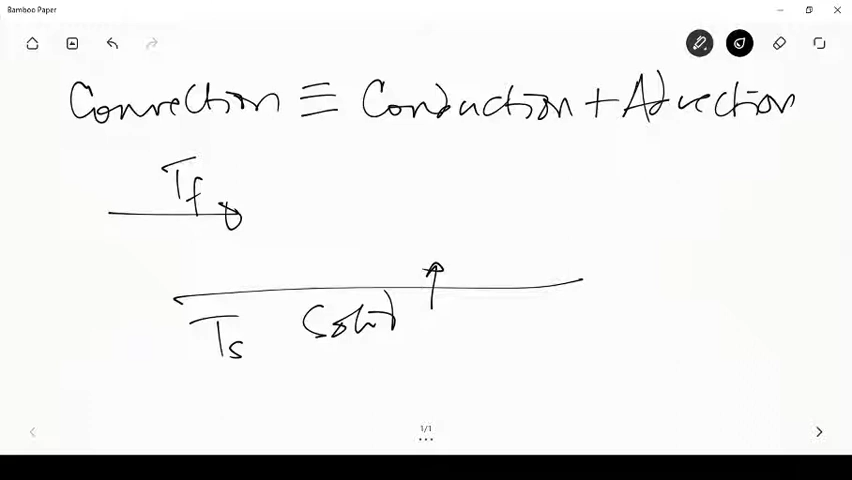 Bamboo Paper
Convection ≡ Conduction + Advection
Tf
Ts Solid
1/1